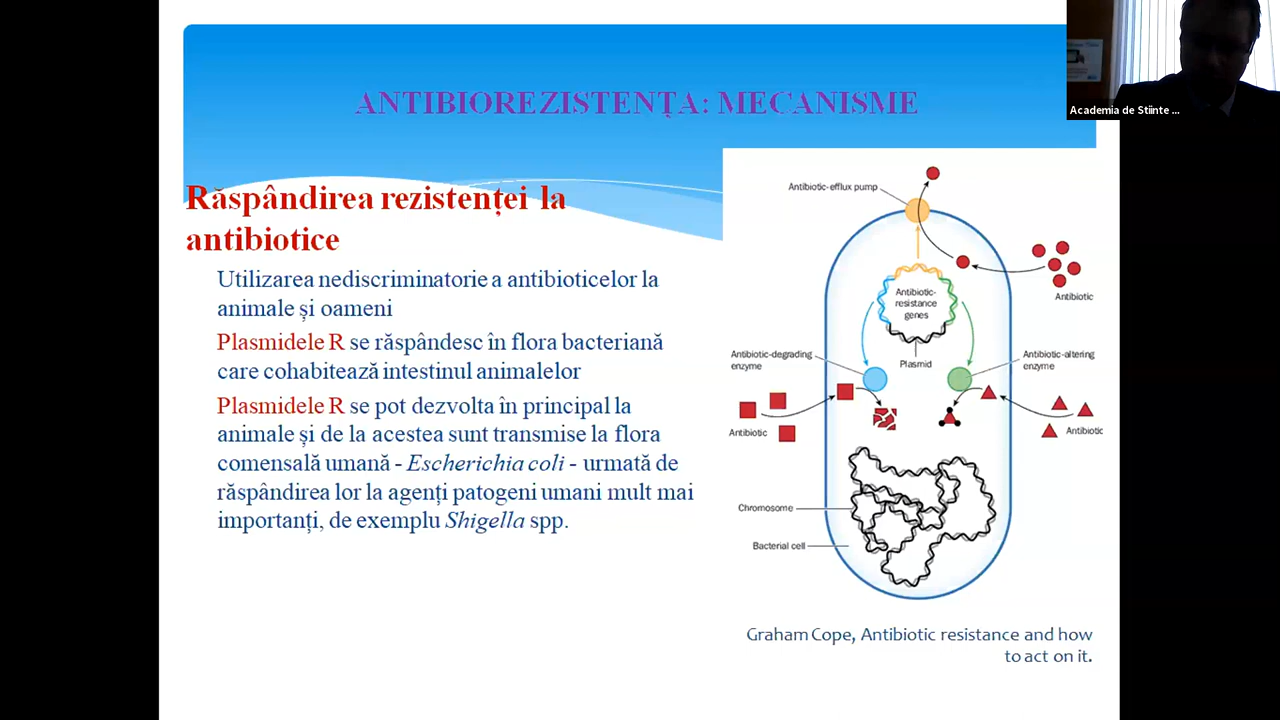 Academia de Stiinte ...
ANTIBIOREZISTENȚA: MECANISME
Răspândirea rezistenței la
antibiotice
Utilizarea nediscriminatorie a antibioticelor la
animale și oameni
Plasmidele R se răspândesc în flora bacteriană
care cohabitează intestinul animalelor
Plasmidele R se pot dezvolta în principal la
animale și de la acestea sunt transmise la flora
comensală umană - Escherichia coli - urmată de
răspândirea lor la agenți patogeni umani mult mai
importanți, de exemplu Shigella spp.
Antibiotic-efflux pump
Antibiotic
Antibiotic-
resistance
genes
Plasmid
Antibiotic-degrading
enzyme
Antibiotic-altering
enzyme
Antibiotic
Antibiotic
Chromosome
Bacterial cell
Graham Cope, Antibiotic resistance and how
to act on it.